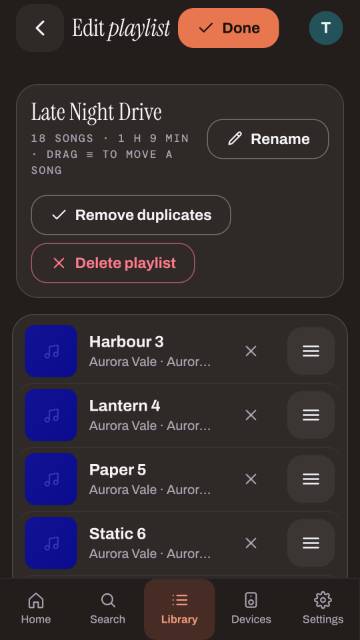 Edit playlist
Done
T
Late Night Drive
18 SONGS · 1 H 9 MIN
· DRAG ≡ TO MOVE A
SONG
Rename
Remove duplicates
Delete playlist
Harbour 3
Aurora Vale · Auror...
Lantern 4
Aurora Vale · Auror...
Paper 5
Aurora Vale · Auror...
Static 6
Aurora Vale · Auror...
Home
Search
Library
Devices
Settings